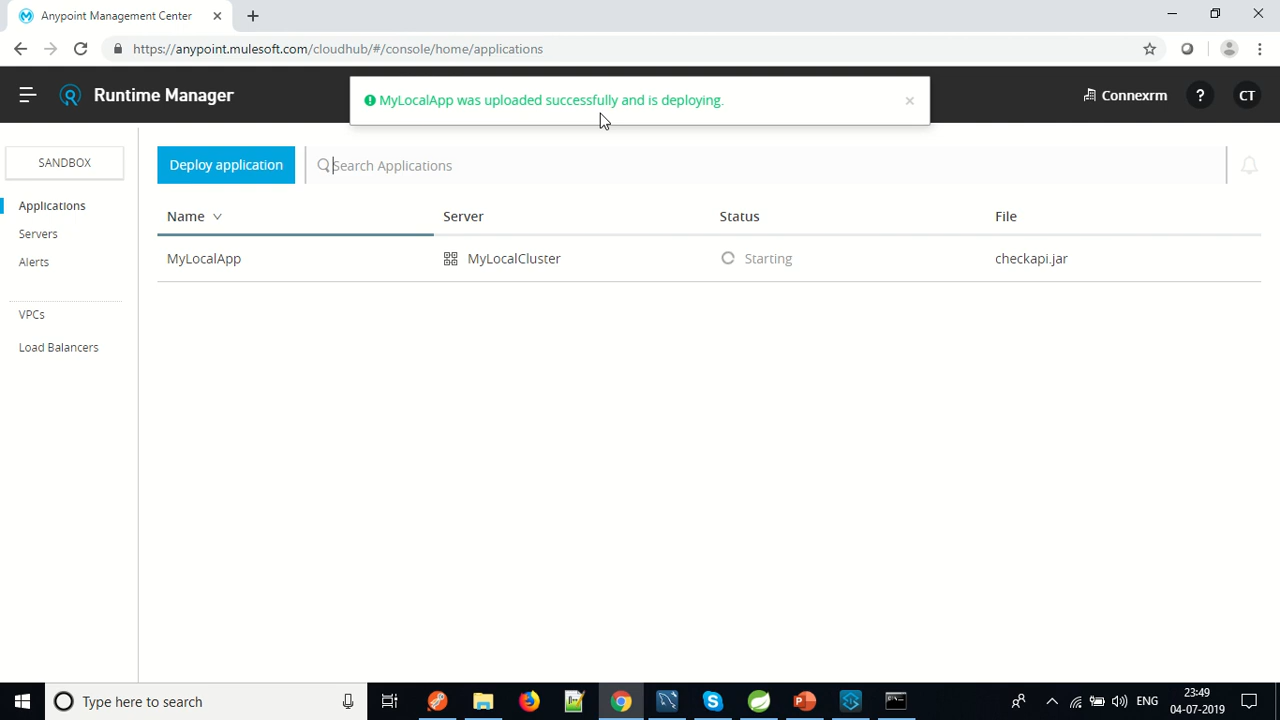 Anypoint Management Center
https://anypoint.mulesoft.com/cloudhub/#/console/home/applications
Runtime Manager
MyLocalApp was uploaded successfully and is deploying.
Connexrm
?
CT
SANDBOX
Deploy application
Search Applications
Applications
Servers
Alerts
VPCs
Load Balancers
Name Server Status File
MyLocalApp MyLocalCluster Starting checkapi.jar
Type here to search
ENG
23:49
04-07-2019